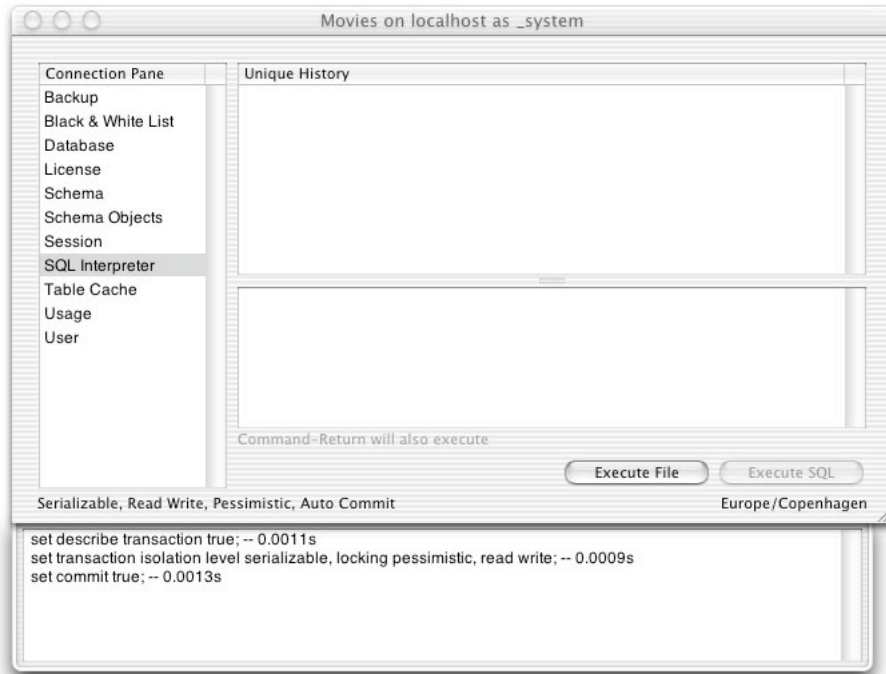 Movies on localhost as _system
Connection Pane
Backup
Black & White List
Database
License
Schema
Schema Objects
Session
SQL Interpreter
Table Cache
Usage
User
Unique History
Command-Return will also execute
Execute File
Execute SQL
Serializable, Read Write, Pessimistic, Auto Commit
Europe/Copenhagen
set describe transaction true; -- 0.0011s
set transaction isolation level serializable, locking pessimistic, read write; -- 0.0009s
set commit true; -- 0.0013s